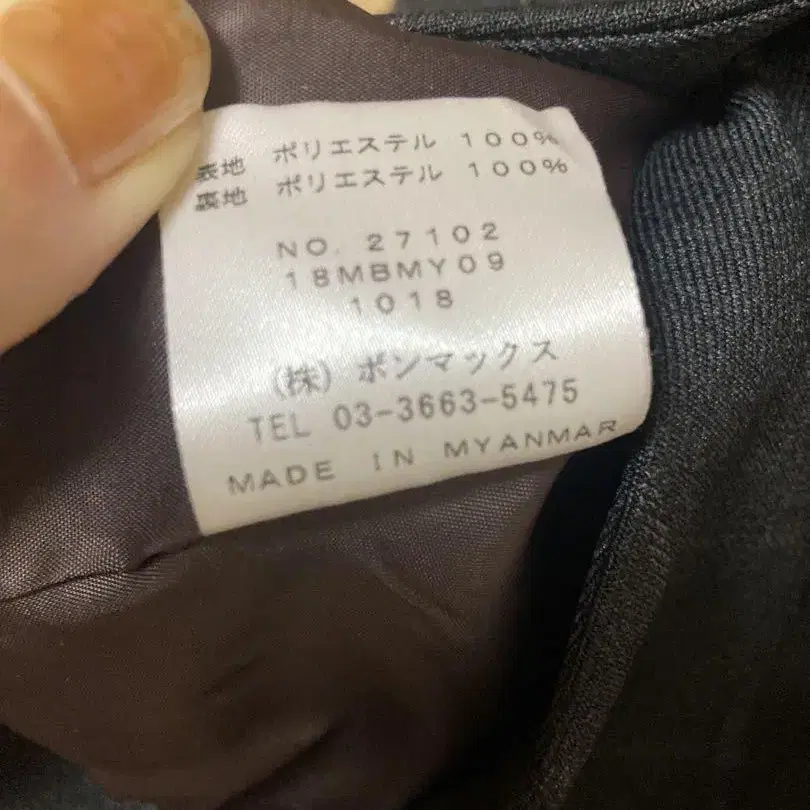 表地 ポリエステル 100%
裏地 ポリエステル 100%
NO. 27102
18MBMY09
1018
(株) ボンマックス
TEL 03-3663-5475
MADE IN MYANMAR